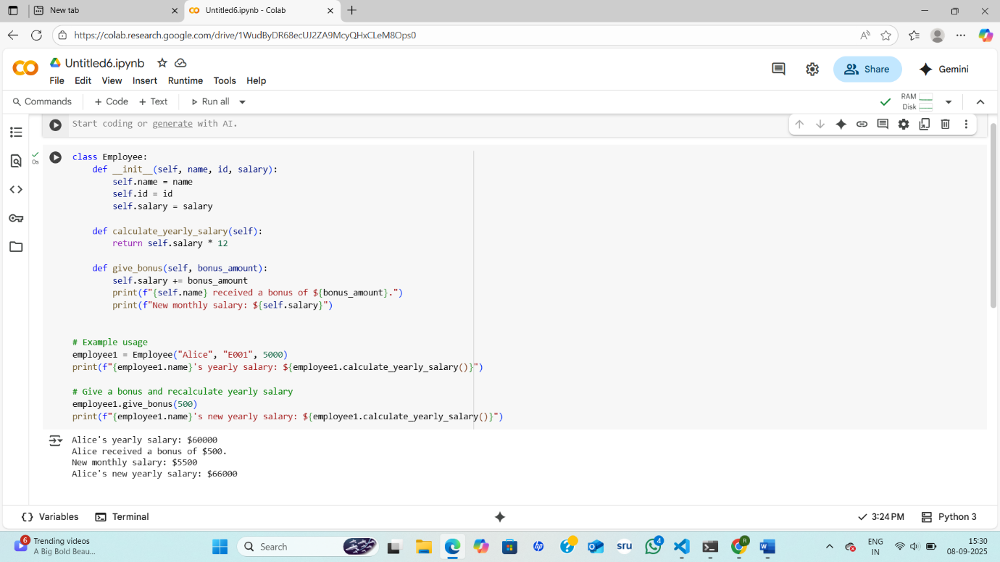 New tab
Untitled6.ipynb - Colab
https://colab.research.google.com/drive/1WudByDR68ecUJ2ZA9McyQHxCLeM8Ops0
CO
Untitled6.ipynb
File Edit View Insert Runtime Tools Help
Share
Gemini
Commands + Code + Text Run all
RAM
Disk
Start coding or generate with AI.
0s
class Employee:
    def __init__(self, name, id, salary):
        self.name = name
        self.id = id
        self.salary = salary
    def calculate_yearly_salary(self):
        return self.salary * 12
    def give_bonus(self, bonus_amount):
        self.salary += bonus_amount
        print(f"{self.name} received a bonus of ${bonus_amount}.")
        print(f"New monthly salary: ${self.salary}")
# Example usage
employee1 = Employee("Alice", "E001", 5000)
print(f"{employee1.name}'s yearly salary: ${employee1.calculate_yearly_salary()}")
# Give a bonus and recalculate yearly salary
employee1.give_bonus(500)
print(f"{employee1.name}'s new yearly salary: ${employee1.calculate_yearly_salary()}")
Alice's yearly salary: $60000
Alice received a bonus of $500.
New monthly salary: $5500
Alice's new yearly salary: $66000
{} Variables Terminal
3:24 PM Python 3
6
Trending videos
A Big Bold Beau...
Search
hp
sru
4
R
ENG
IN
15:30
08-09-2025